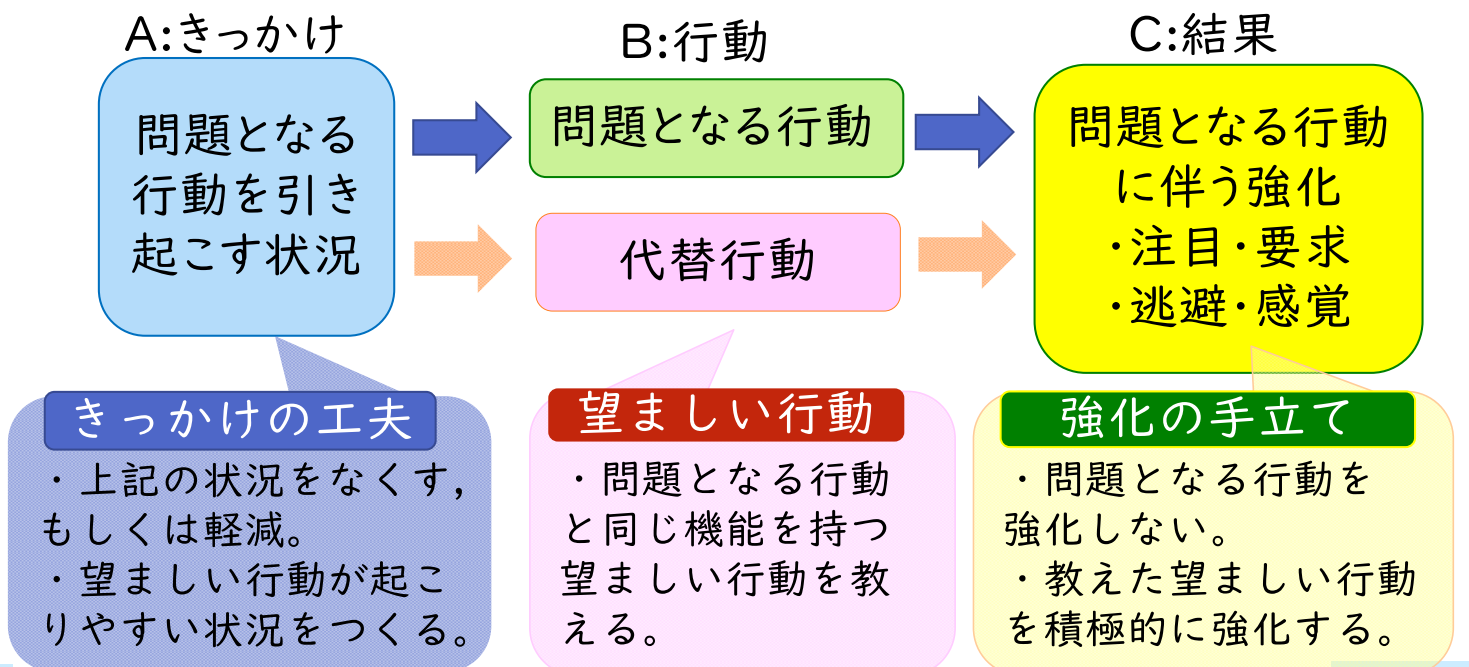 A:きっかけ
問題となる
行動を引き
起こす状況
B:行動
問題となる行動
代替行動
C:結果
問題となる行動
に伴う強化
・注目・要求
・逃避・感覚
きっかけの工夫
・上記の状況をなくす,
もしくは軽減。
・望ましい行動が起こ
りやすい状況をつくる。
望ましい行動
・問題となる行動
と同じ機能を持つ
望ましい行動を教
える。
強化の手立て
・問題となる行動を
強化しない。
・教えた望ましい行動
を積極的に強化する。